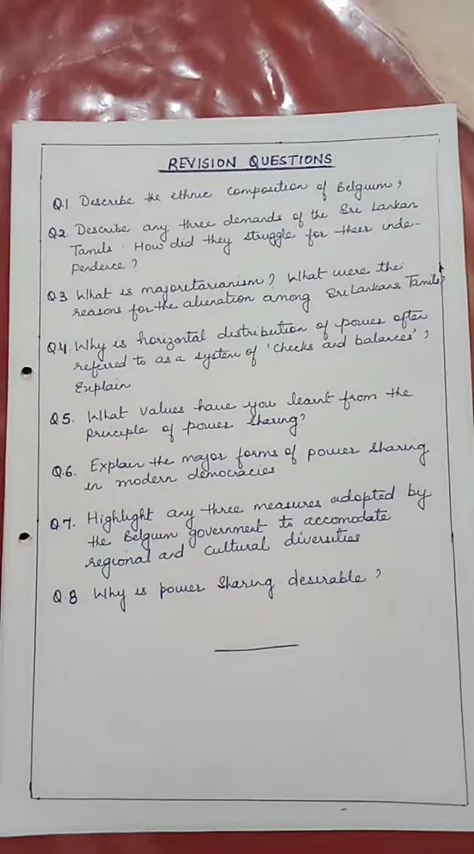 REVISION QUESTIONS
Q.1 Describe the ethnic composition of Belgium?
Q2. Describe any three demands of the Sri Lankan
Tamils. How did they struggle for their inde-
pendence?
Q3 What is majoretarianism? What were the
reasons for the alienation among SriLankans Tamils?
Q4. Why is horizontal distribution of power often
referred to as a system of 'checks and balances'?
Explain
Q5. What values have you learnt from the
principle of power sharing?
Q.6. Explain the major forms of power sharing
in modern democracies
Q7. Highlight any three measures adopted by
the Belgium government to accomodate
regional and cultural diversities
Q8 Why is power sharing desirable?